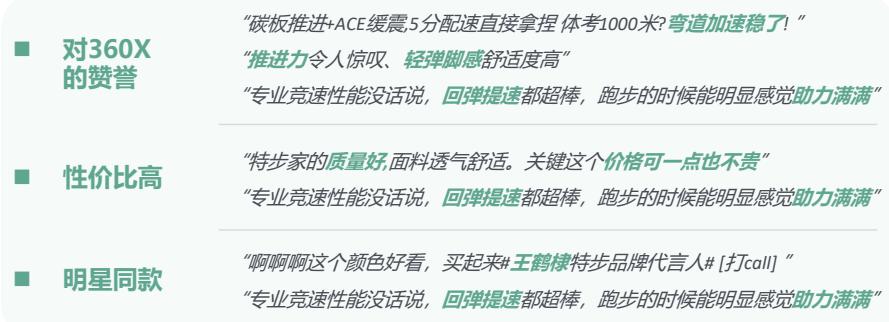 对360X
的赞誉
“碳板推进+ACE缓震,5分配速直接拿捏 体考1000米?弯道加速稳了! ”
“推进力令人惊叹、轻弹脚感舒适度高”
“专业竞速性能没话说，回弹提速都超棒，跑步的时候能明显感觉助力满满”
性价比高
“特步家的质量好,面料透气舒适。关键这个价格可一点也不贵”
“专业竞速性能没话说，回弹提速都超棒，跑步的时候能明显感觉助力满满”
明星同款
“啊啊啊这个颜色好看，买起来#王鹤棣特步品牌代言人# [打call] ”
“专业竞速性能没话说，回弹提速都超棒，跑步的时候能明显感觉助力满满”